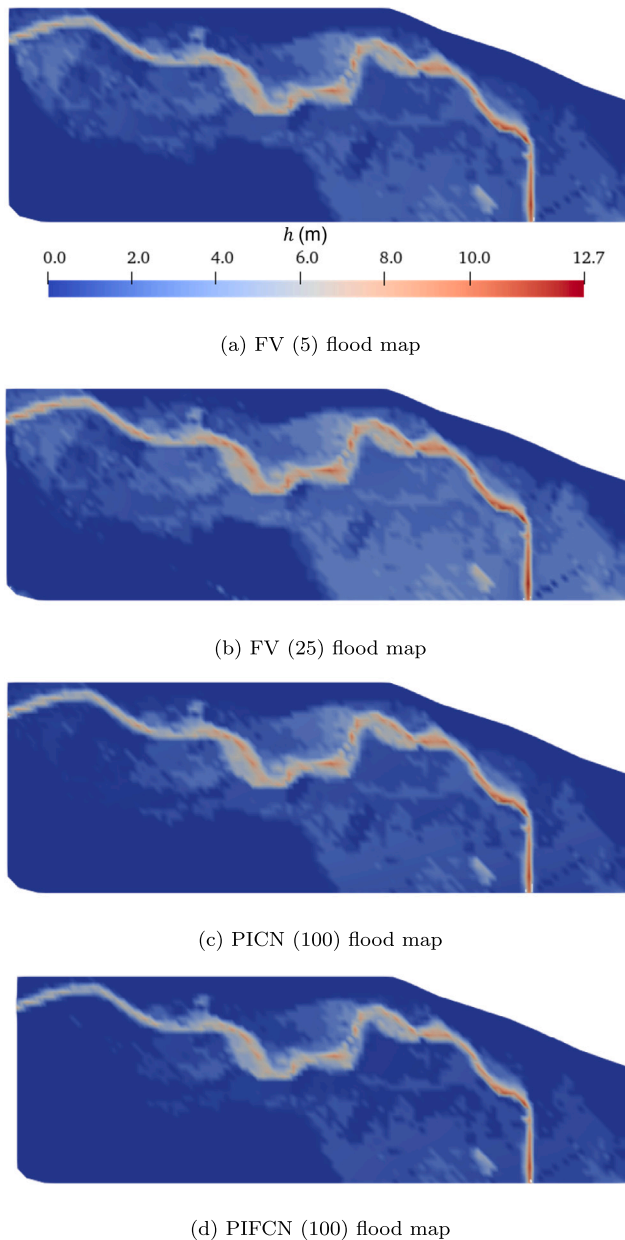 h (m)
0.0 2.0 4.0 6.0 8.0 10.0 12.7
(a) FV (5) flood map
(b) FV (25) flood map
(c) PICN (100) flood map
(d) PIFCN (100) flood map